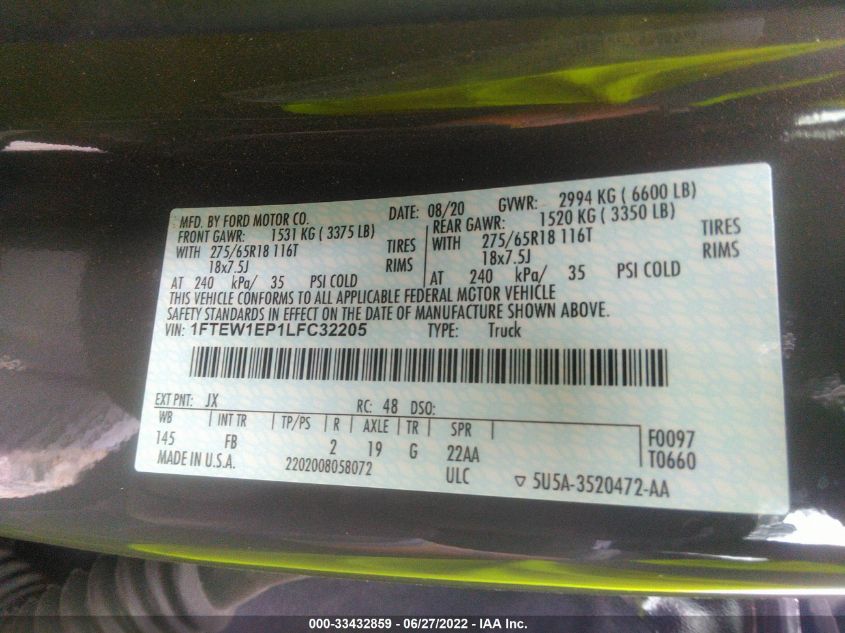 MFD. BY FORD MOTOR CO. DATE: 08/20 GVWR: 2994 KG ( 6600 LB)
FRONT GAWR: 1531 KG ( 3375 LB) REAR GAWR: 1520 KG ( 3350 LB)
WITH 275/65R18 116T TIRES WITH 275/65R18 116T TIRES
18x7.5J RIMS 18x7.5J RIMS
AT 240 kPa/ 35 PSI COLD AT 240 kPa/ 35 PSI COLD
THIS VEHICLE CONFORMS TO ALL APPLICABLE FEDERAL MOTOR VEHICLE
SAFETY STANDARDS IN EFFECT ON THE DATE OF MANUFACTURE SHOWN ABOVE.
VIN: 1FTEW1EP1LFC32205 TYPE: Truck
EXT PNT: JX RC: 48 DSO:
WB INT TR TP/PS R AXLE TR SPR
145 FB 2 19 G 22AA F0097
T0660
MADE IN U.S.A. 2202008058072 ULC ▽ 5U5A-3520472-AA
000-33432859 - 06/27/2022 - IAA Inc.